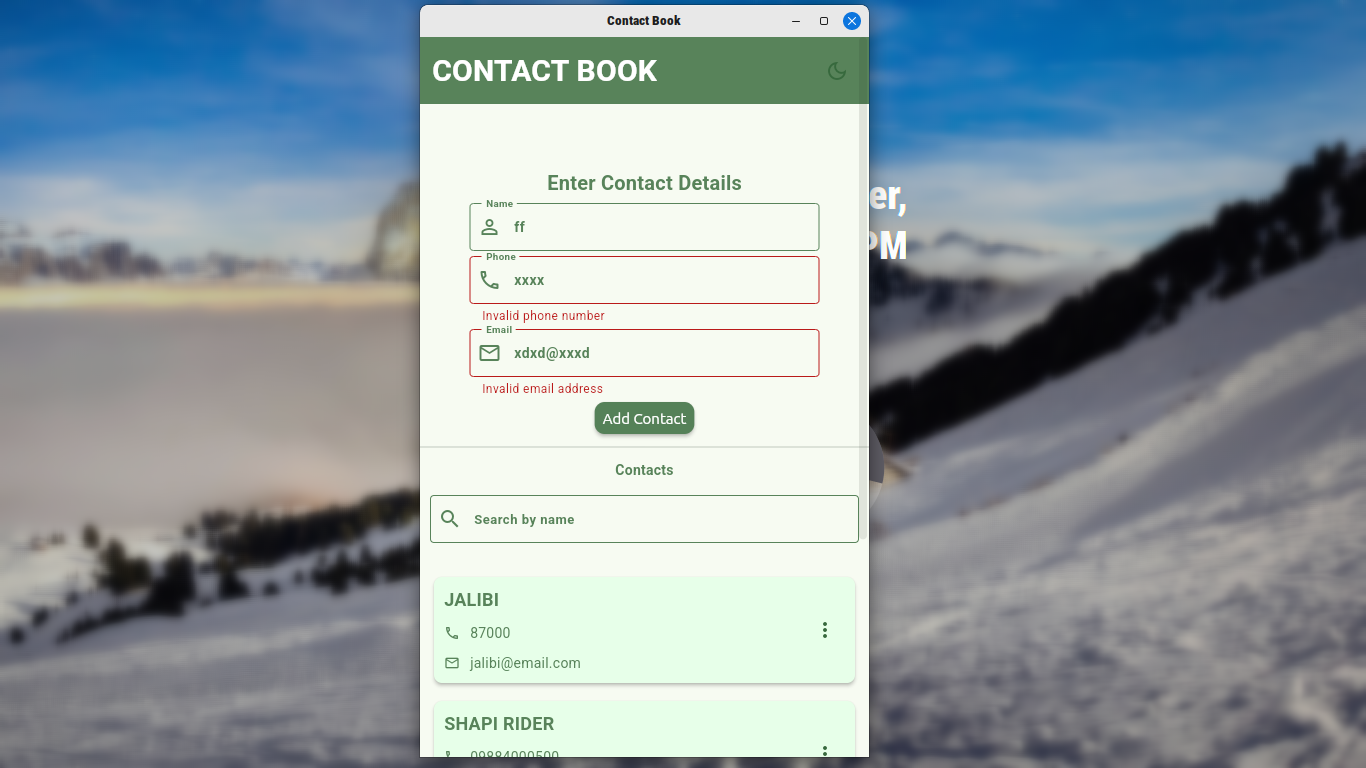 Contact Book
CONTACT BOOK
er,
PM
Enter Contact Details
Name
ff
Phone
xxxx
Invalid phone number
Email
xdxd@xxxd
Invalid email address
Add Contact
Contacts
Search by name
JALIBI
87000
jalibi@email.com
SHAPI RIDER